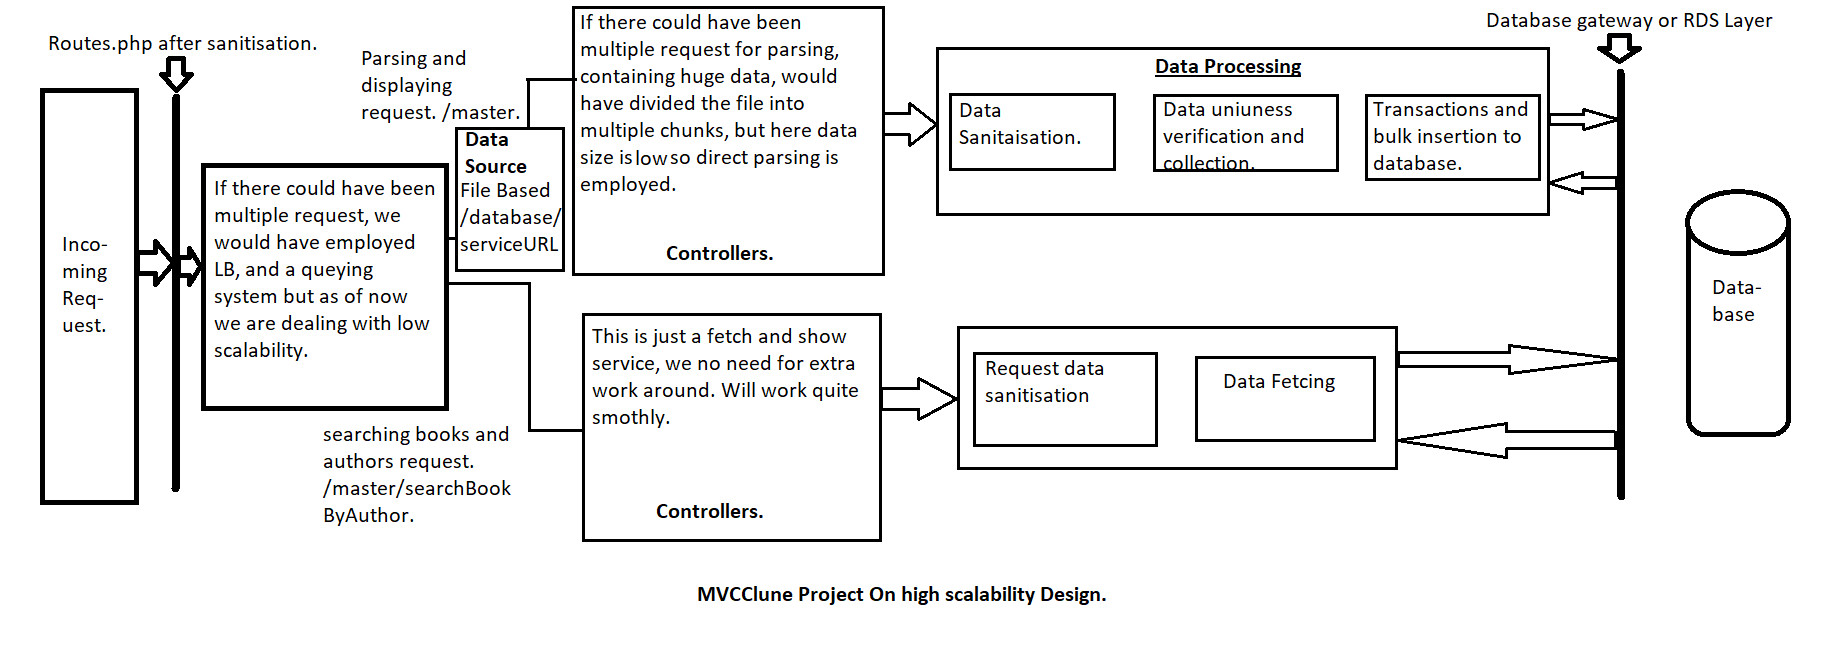 Routes.php after sanitisation.
Inco-
ming
Req-
uest.
If there could have been
multiple request, we
would have employed
LB, and a queying
system but as of now
we are dealing with low
scalability.
Parsing and
displaying
request. /master.
Data
Source
File Based
/database/
serviceURL
searching books and
authors request.
/master/searchBook
ByAuthor.
If there could have been
multiple request for parsing,
containing huge data, would
have divided the file into
multiple chunks, but here data
size is low so direct parsing is
employed.
Controllers.
This is just a fetch and show
service, we no need for extra
work around. Will work quite
smothly.
Controllers.
Data Processing
Data
Sanitaisation.
Data uniuness
verification and
collection.
Transactions and
bulk insertion to
database.
Request data
sanitisation
Data Fetcing
Database gateway or RDS Layer
Data-
base
MVCClune Project On high scalability Design.